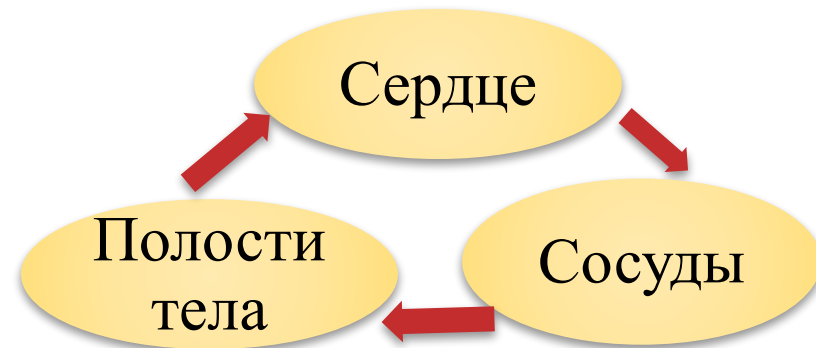 Сердце
Сосуды
Полости
тела